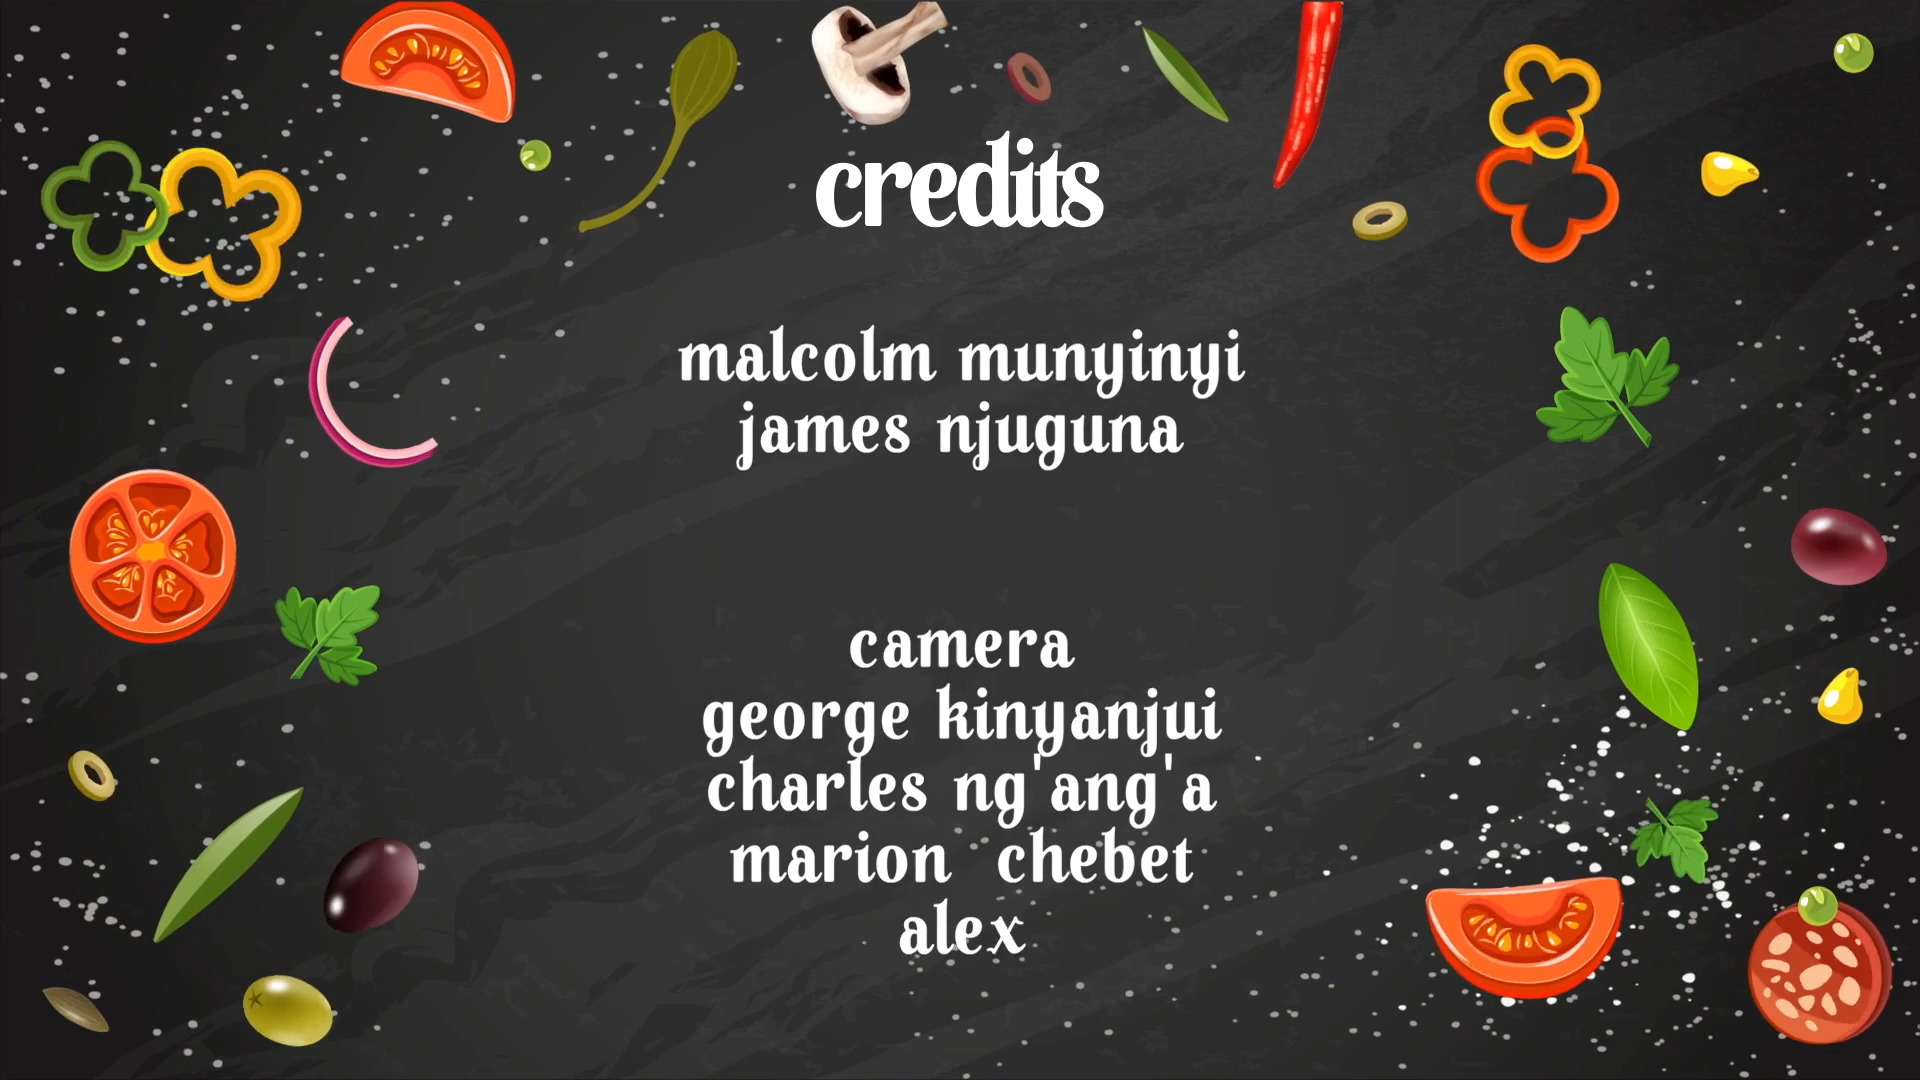 credits
malcolm munyinyi
james njuguna
camera
george kinyanjui
charles ng'ang'a
marion chebet
alex